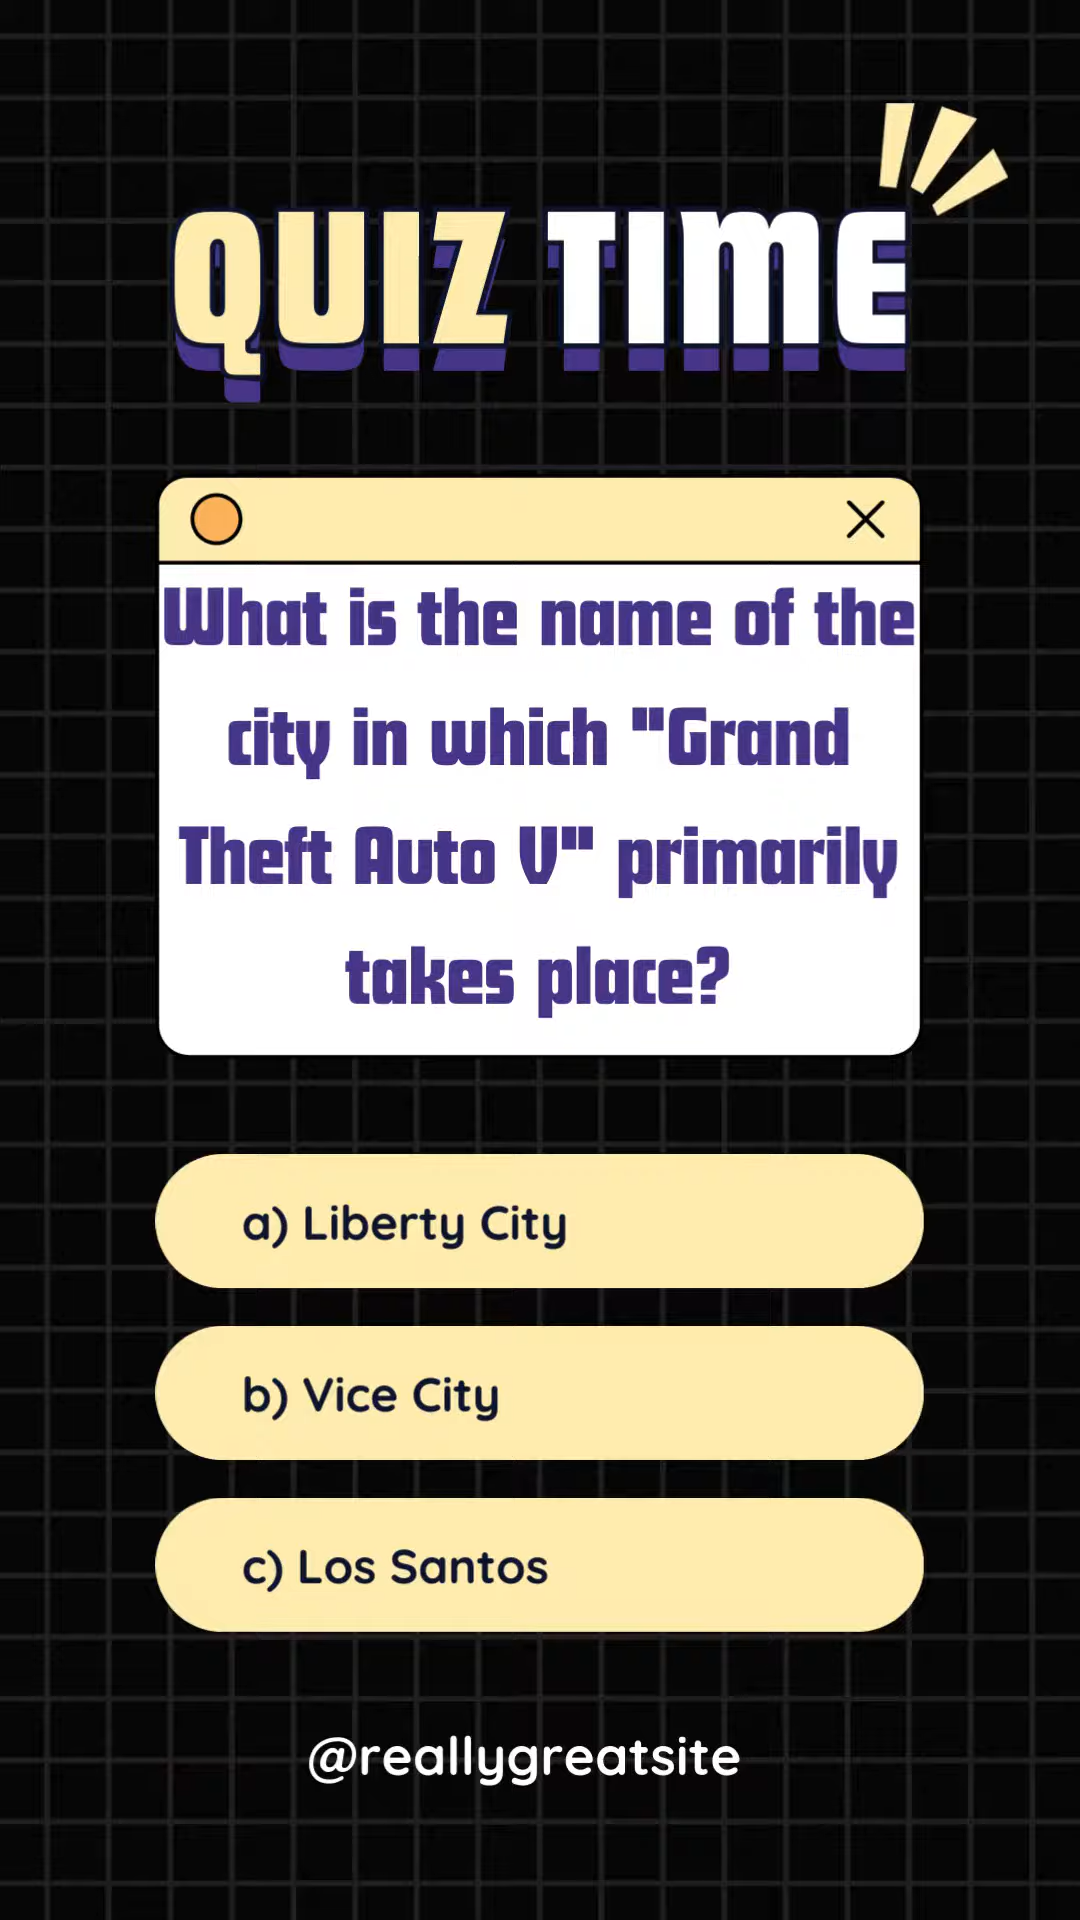 QUIZ TIME
What is the name of the
city in which "Grand
Theft Auto V" primarily
takes place?
a) Liberty City
b) Vice City
c) Los Santos
@reallygreatsite